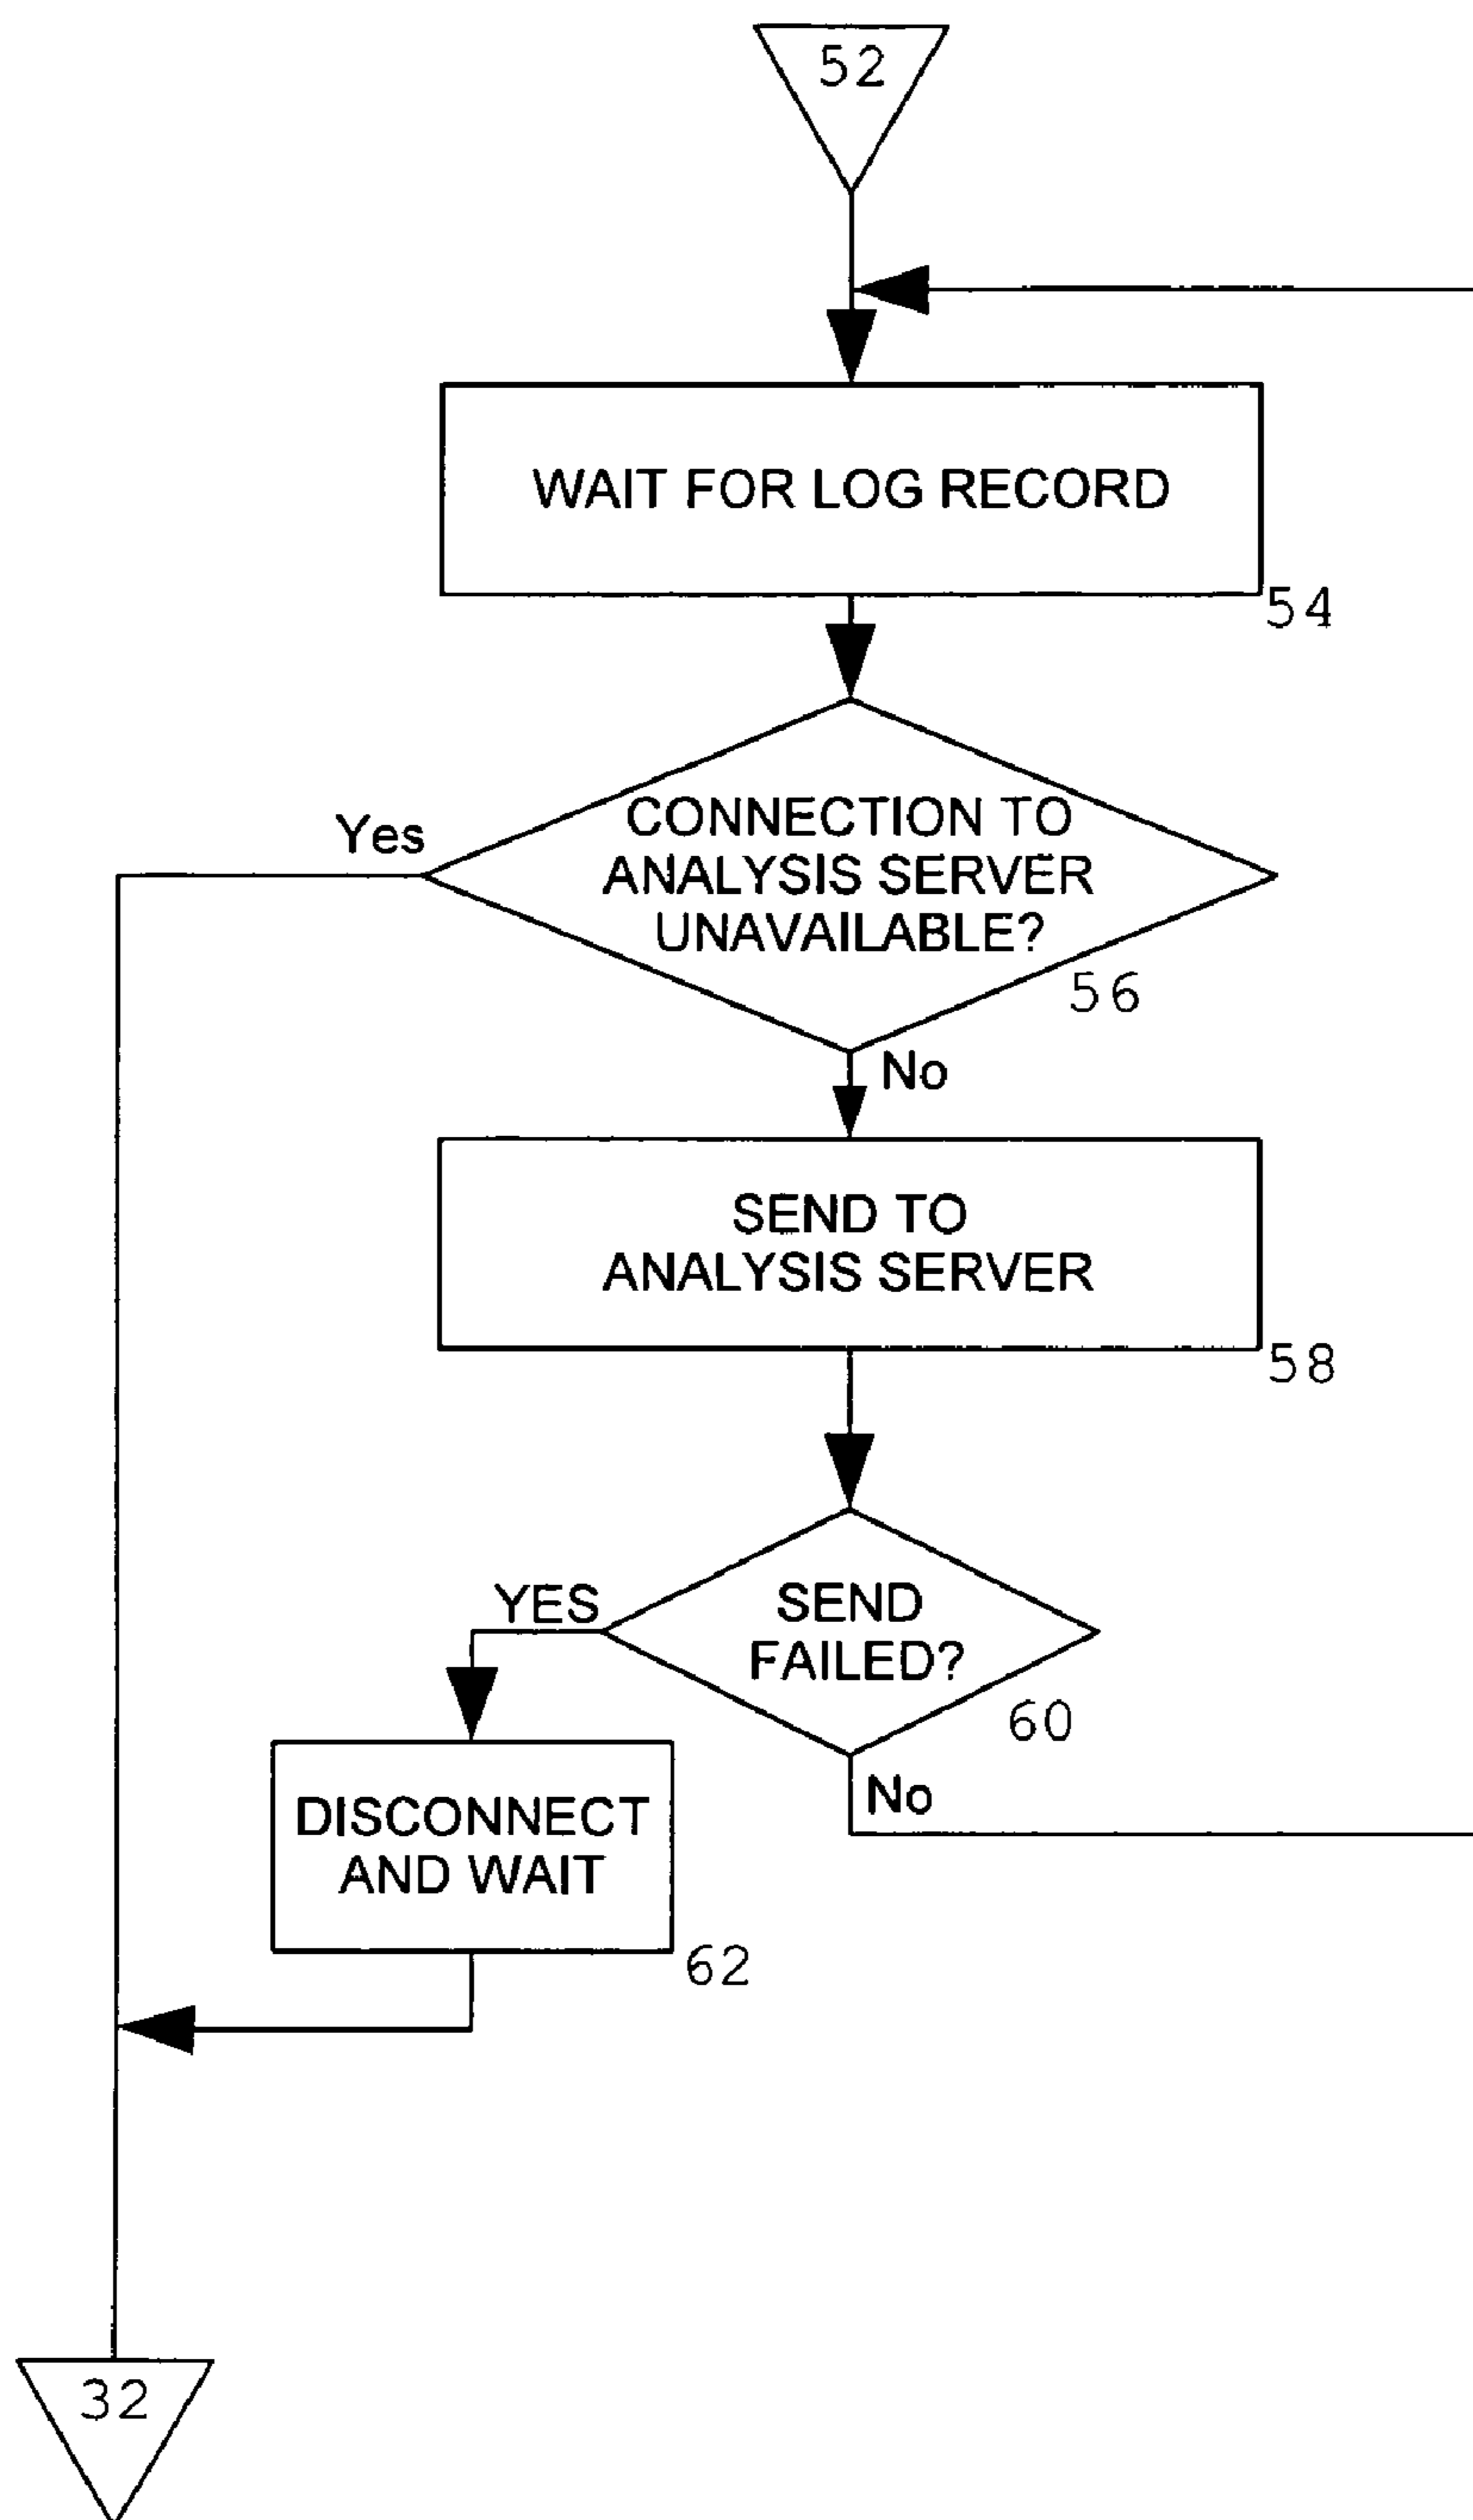 52
WAIT FOR LOG RECORD
54
Yes
CONNECTION TO
ANALYSIS SERVER
UNAVAILABLE?
56
No
SEND TO
ANALYSIS SERVER
58
YES
SEND
FAILED?
60
No
DISCONNECT
AND WAIT
62
32